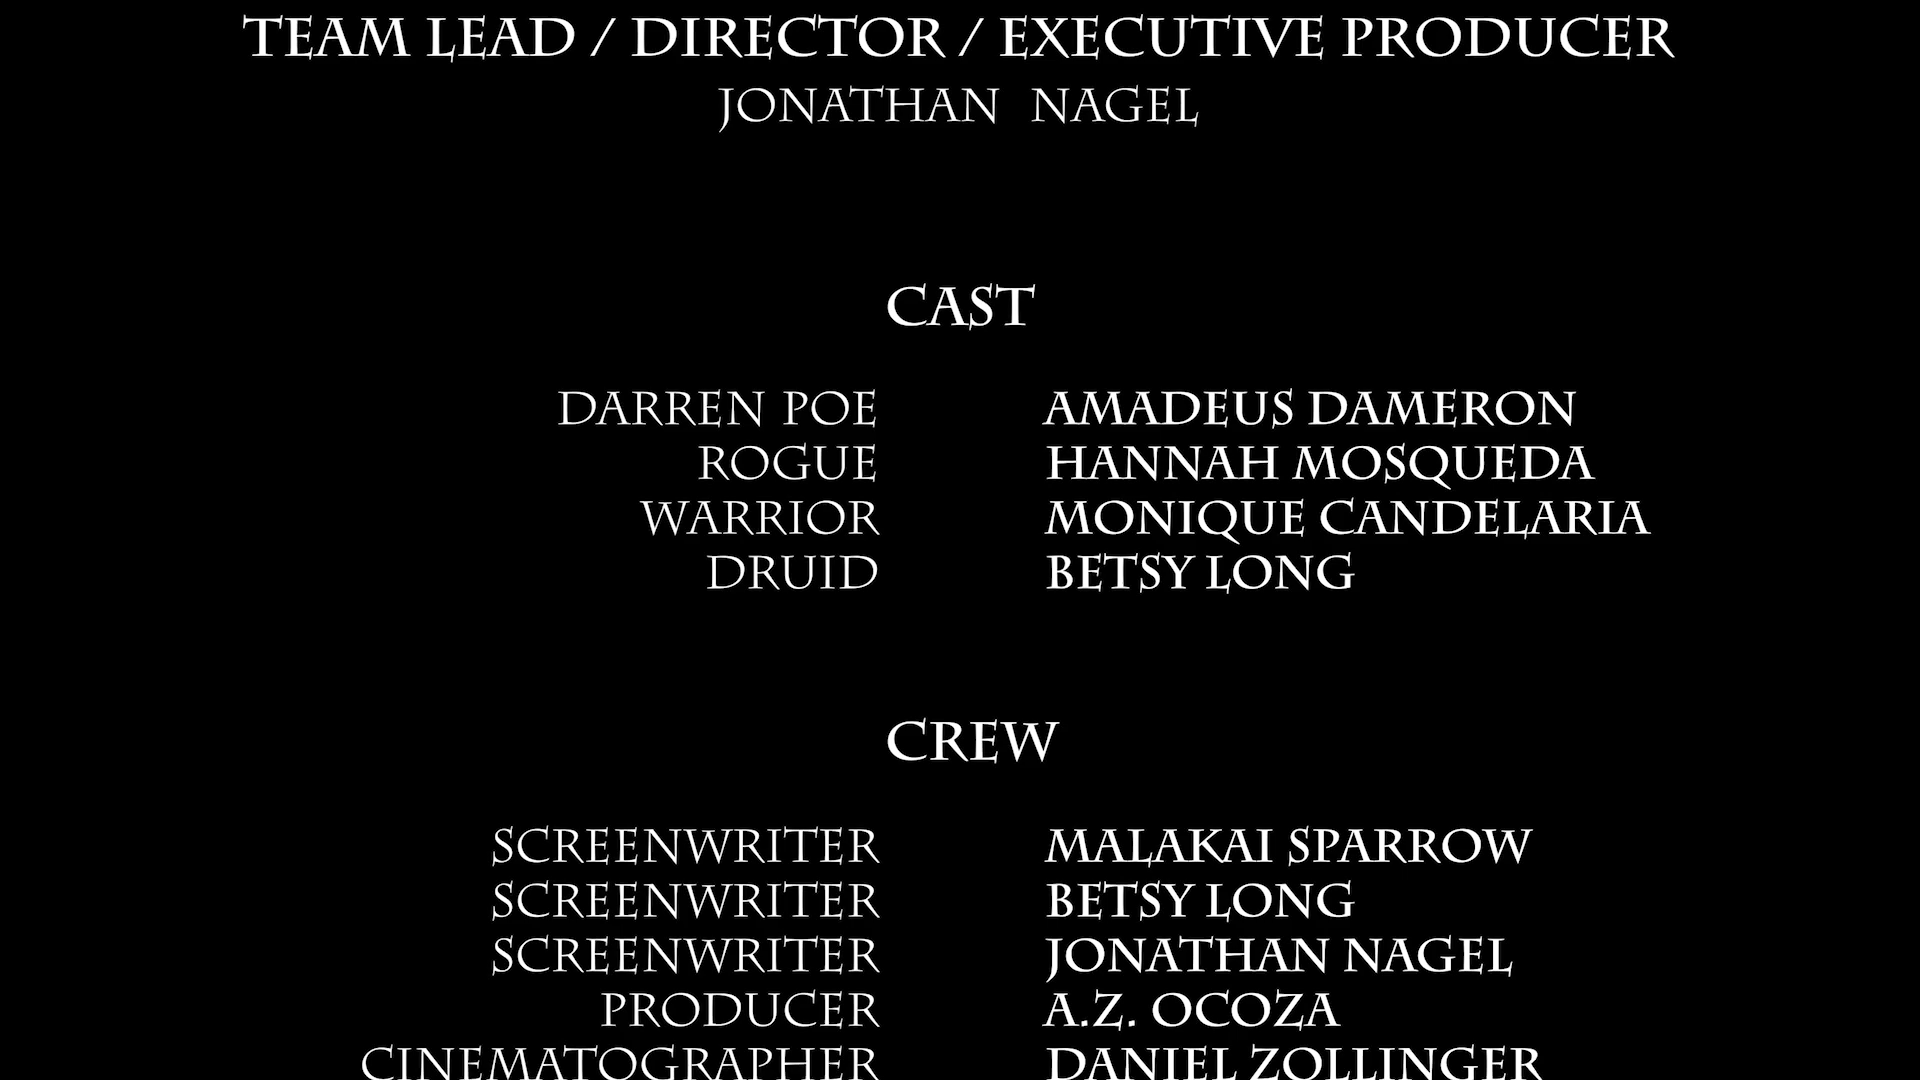 TEAM LEAD / DIRECTOR / EXECUTIVE PRODUCER
JONATHAN NAGEL
CAST
DARREN POE AMADEUS DAMERON
ROGUE HANNAH MOSQUEDA
WARRIOR MONIQUE CANDELARIA
DRUID BETSY LONG
CREW
SCREENWRITER MALAKAI SPARROW
SCREENWRITER BETSY LONG
SCREENWRITER JONATHAN NAGEL
PRODUCER A.Z. OCOZA
CINEMATOGRAPHER DANIEL ZOLLINGER